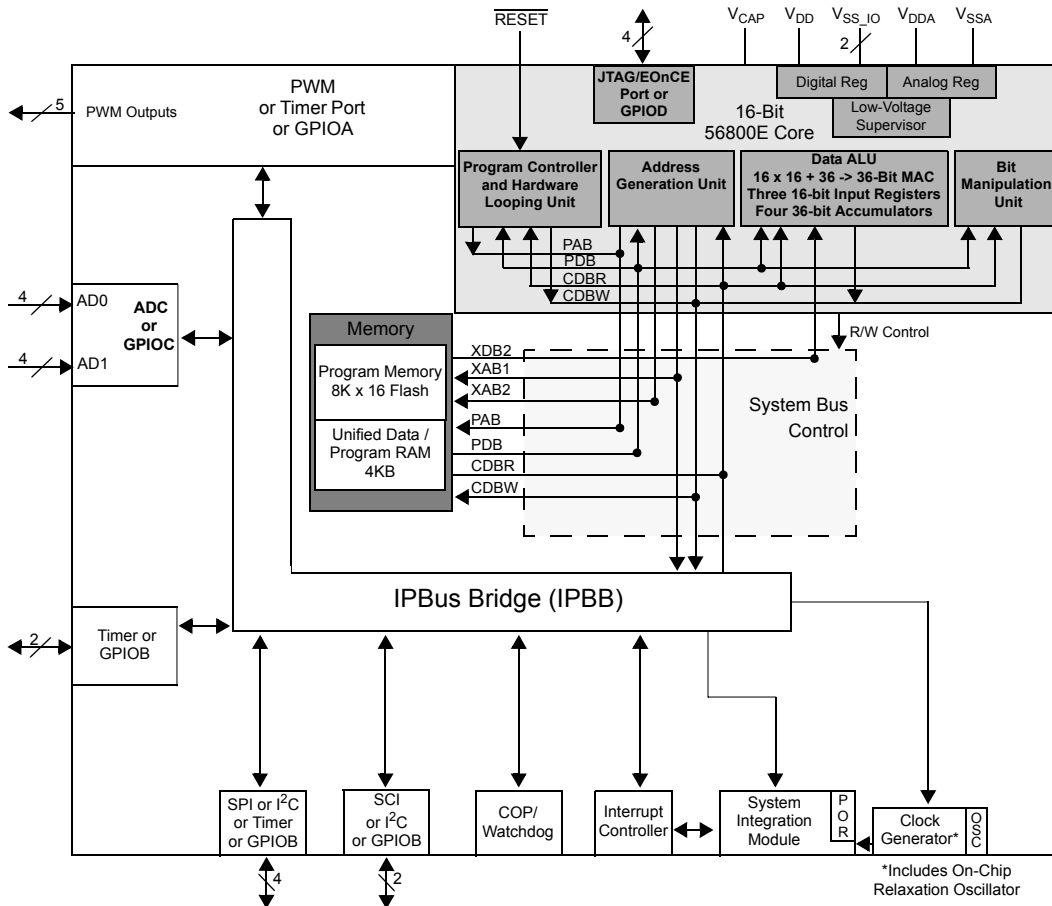 RESET
4
V_CAP
V_DD
V_SS_IO
V_DDA
V_SSA
2
5
PWM Outputs
PWM
or Timer Port
or GPIOA
JTAG/EOnCE
Port or
GPIOD
Digital Reg
Analog Reg
Low-Voltage
Supervisor
16-Bit
56800E Core
Program Controller
and Hardware
Looping Unit
Address
Generation Unit
Data ALU
16 x 16 + 36 -> 36-Bit MAC
Three 16-bit Input Registers
Four 36-bit Accumulators
Bit
Manipulation
Unit
PAB
PDB
CDBR
CDBW
4
AD0
4
AD1
ADC
or
GPIOC
Memory
Program Memory
8K x 16 Flash
Unified Data /
Program RAM
4KB
XDB2
XAB1
XAB2
PAB
PDB
CDBR
CDBW
R/W Control
System Bus
Control
IPBus Bridge (IPBB)
2
Timer or
GPIOB
SPI or I²C
or Timer
or GPIOB
4
SCI
or I²C
or GPIOB
2
COP/
Watchdog
Interrupt
Controller
System
Integration
Module
POR
Clock
Generator*
OSC
*Includes On-Chip
Relaxation Oscillator